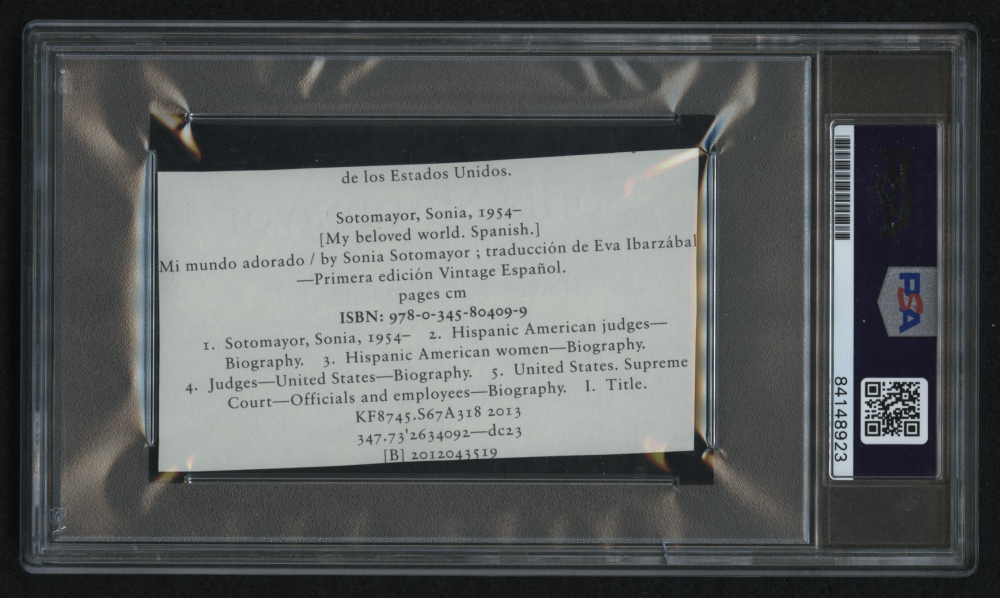 de los Estados Unidos.
Sotomayor, Sonia, 1954–
[My beloved world. Spanish.]
Mi mundo adorado / by Sonia Sotomayor ; traducción de Eva Ibarzábal
—Primera edición Vintage Español.
pages cm
ISBN: 978-0-345-80409-9
1. Sotomayor, Sonia, 1954– 2. Hispanic American judges—
Biography. 3. Hispanic American women—Biography.
4. Judges—United States—Biography. 5. United States. Supreme
Court—Officials and employees—Biography. I. Title.
KF8745.S67A318 2013
347.73'2634092—dc23
[B] 2012043519
PSA
PSA
84148923